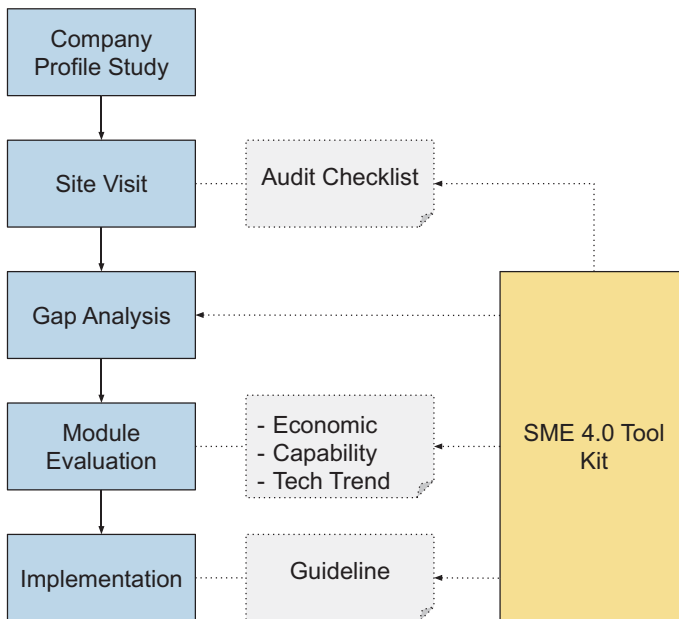 Company
Profile Study
Site Visit
Audit Checklist
Gap Analysis
Module
Evaluation
- Economic
- Capability
- Tech Trend
SME 4.0 Tool
Kit
Implementation
Guideline